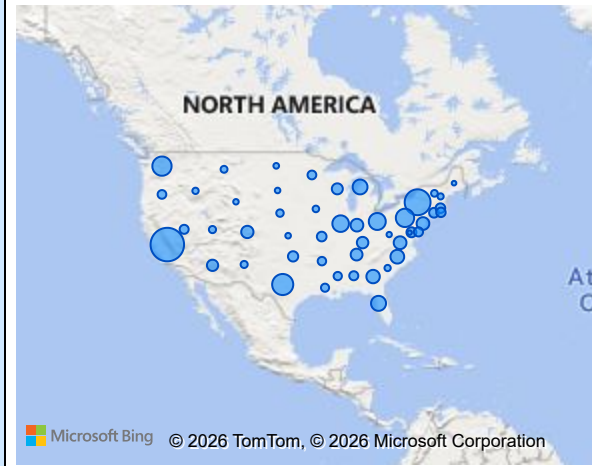 NORTH AMERICA
At
O
Microsoft Bing
© 2026 TomTom, © 2026 Microsoft Corporation